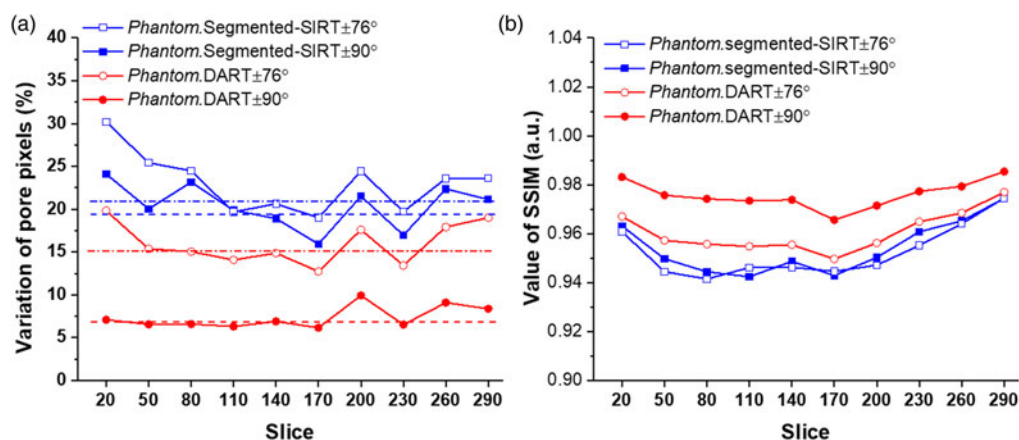 (a)
Phantom.Segmented-SIRT±76°
Phantom.Segmented-SIRT±90°
Phantom.DART±76°
Phantom.DART±90°
40
35
30
25
20
15
10
5
0
Variation of pore pixels (%)
20 50 80 110 140 170 200 230 260 290
Slice
(b)
Phantom.segmented-SIRT±76°
Phantom.segmented-SIRT±90°
Phantom.DART±76°
Phantom.DART±90°
1.04
1.02
1.00
0.98
0.96
0.94
0.92
0.90
Value of SSIM (a.u.)
20 50 80 110 140 170 200 230 260 290
Slice